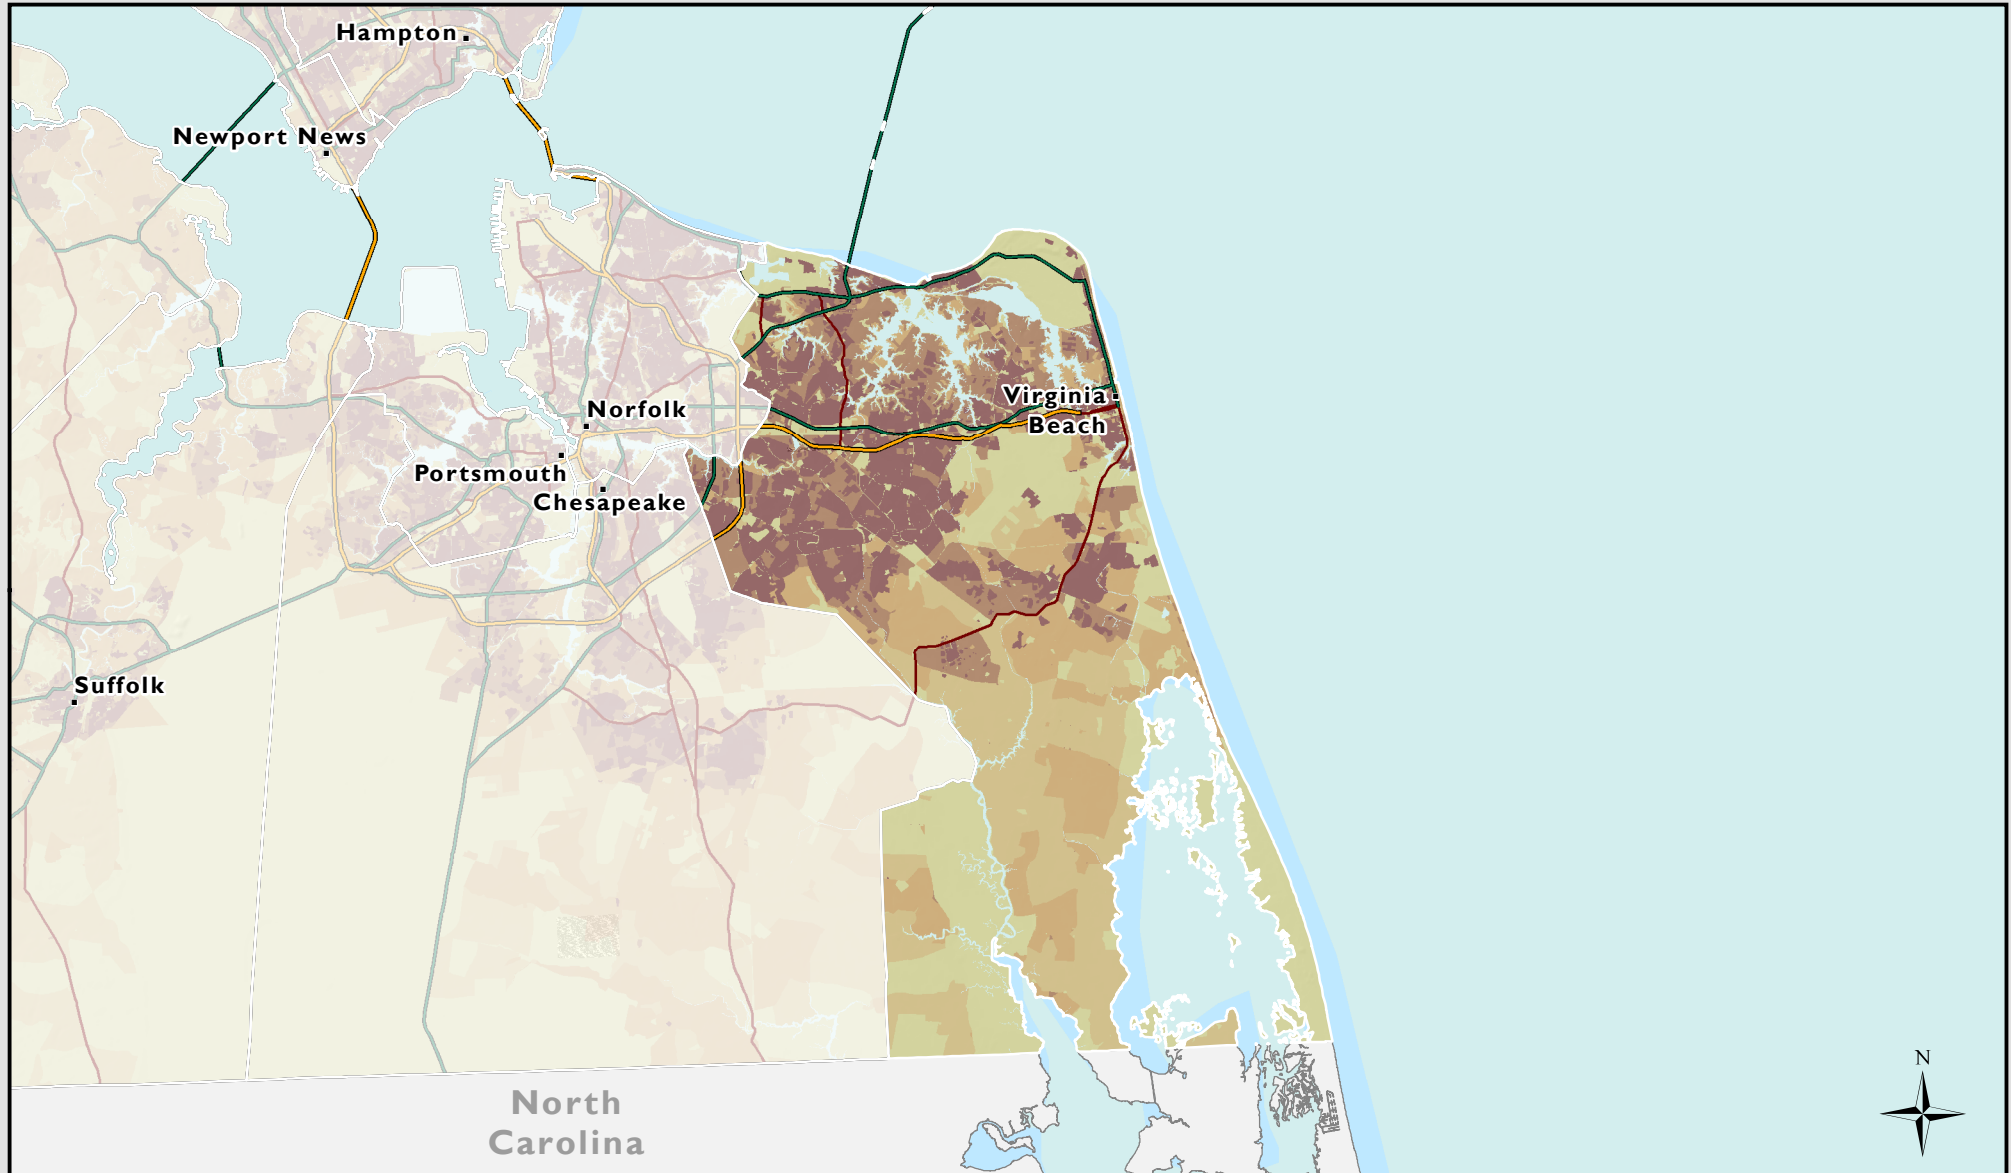 Hampton
Newport News
Virginia
Beach
Norfolk
Portsmouth
Chesapeake
Suffolk
North
Carolina
N